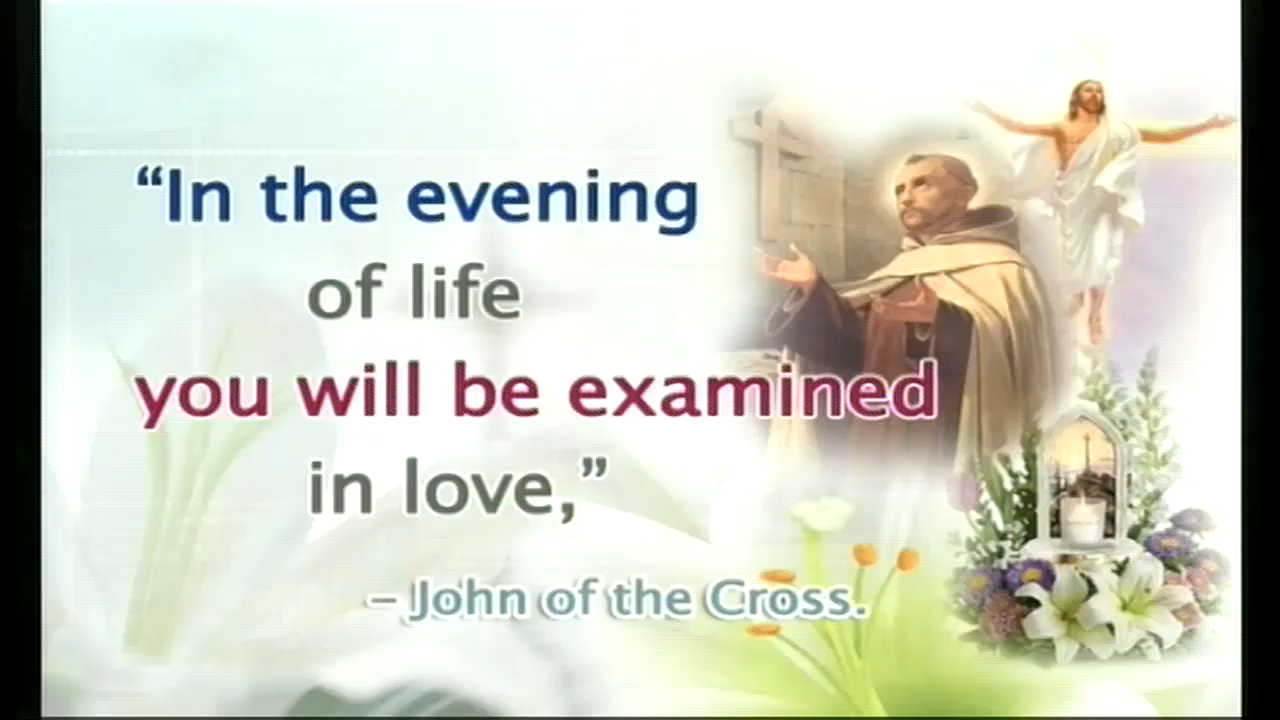 “In the evening
of life
you will be examined
in love,”
– John of the Cross.